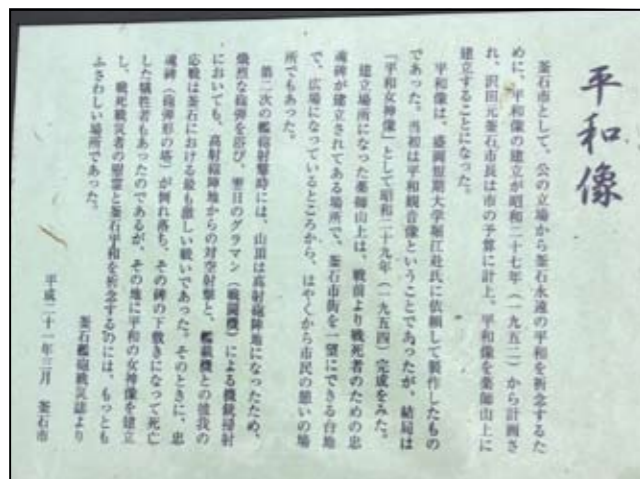 平和像
釜石市として、公の立場から釜石永遠の平和を祈念するた
めに、平和像の建立が昭和二十七年（一九五二）から計画さ
れ、沢田元釜石市長は市の予算に計上。平和像を薬師山上に
建立することになった。
平和像は、盛岡短期大学堀江赳氏に依頼して製作したもの
であった。当初は平和観音像ということであったが、結局は
『平和女神像』として昭和二十九年（一九五四）完成をみた。
建立場所になった薬師山上は、戦前より戦死者のための忠
魂碑が建立されてある場所で、釜石市街を一望にできる台地
で、広場になっているところから、はやくから市民の憩いの場
所でもあった。
第二次の艦砲射撃時には、山頂は高射砲陣地になったため、
熾烈な砲弾を浴び、翌日のグラマン（戦闘機）による機銃掃射
においても、高射砲陣地からの対空射撃と、艦載機との彼我の
応戦は釜石における最も激しい戦いであった。そのときに、忠
魂碑（砲弾形の塔）が倒れ落ち、その碑の下敷きになって死亡
した犠牲者もあったのであるが、その地に平和の女神像を建立
し、戦死戦災者の慰霊と釜石平和を祈念するのには、もっとも
ふさわしい場所であった。
釜石艦砲戦災誌より
平成二十一年三月　釜石市